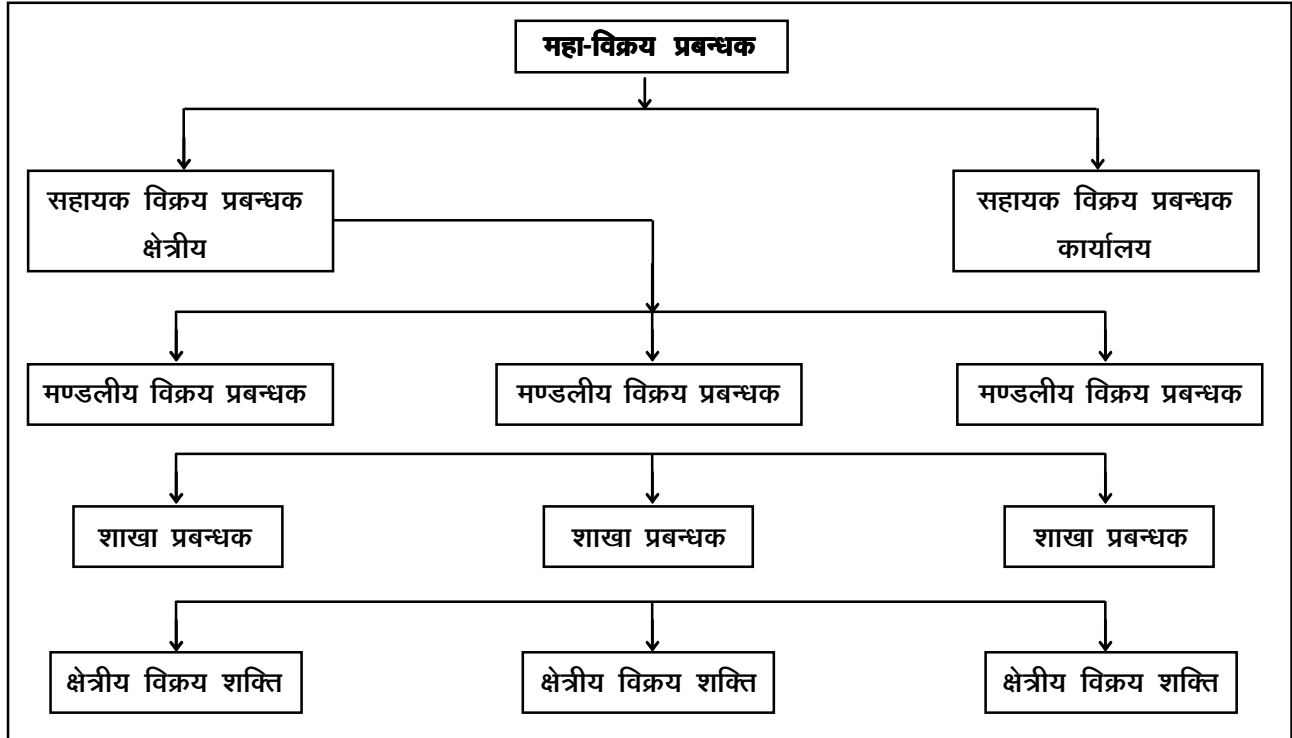 महा-विक्रय प्रबन्धक
सहायक विक्रय प्रबन्धक
क्षेत्रीय
सहायक विक्रय प्रबन्धक
कार्यालय
मण्डलीय विक्रय प्रबन्धक
मण्डलीय विक्रय प्रबन्धक
मण्डलीय विक्रय प्रबन्धक
शाखा प्रबन्धक
शाखा प्रबन्धक
शाखा प्रबन्धक
क्षेत्रीय विक्रय शक्ति
क्षेत्रीय विक्रय शक्ति
क्षेत्रीय विक्रय शक्ति